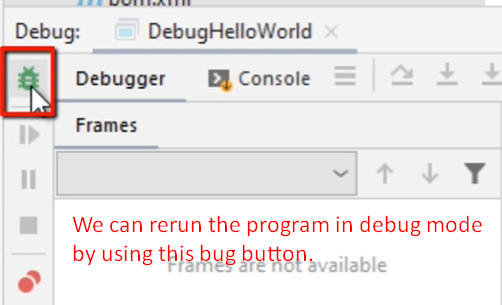 Debug: DebugHelloWorld
Debugger Console
Frames
We can rerun the program in debug mode
by using this bug button.
Frames are not available